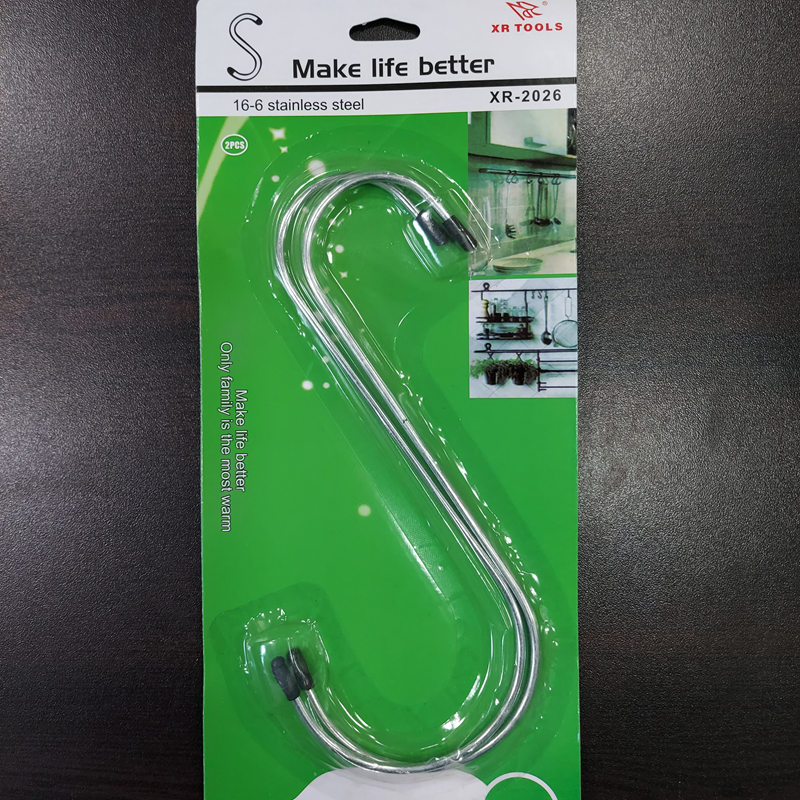 XR TOOLS
Make life better
16-6 stainless steel
XR-2026
2PCS
Make life better
Only family is the most warm